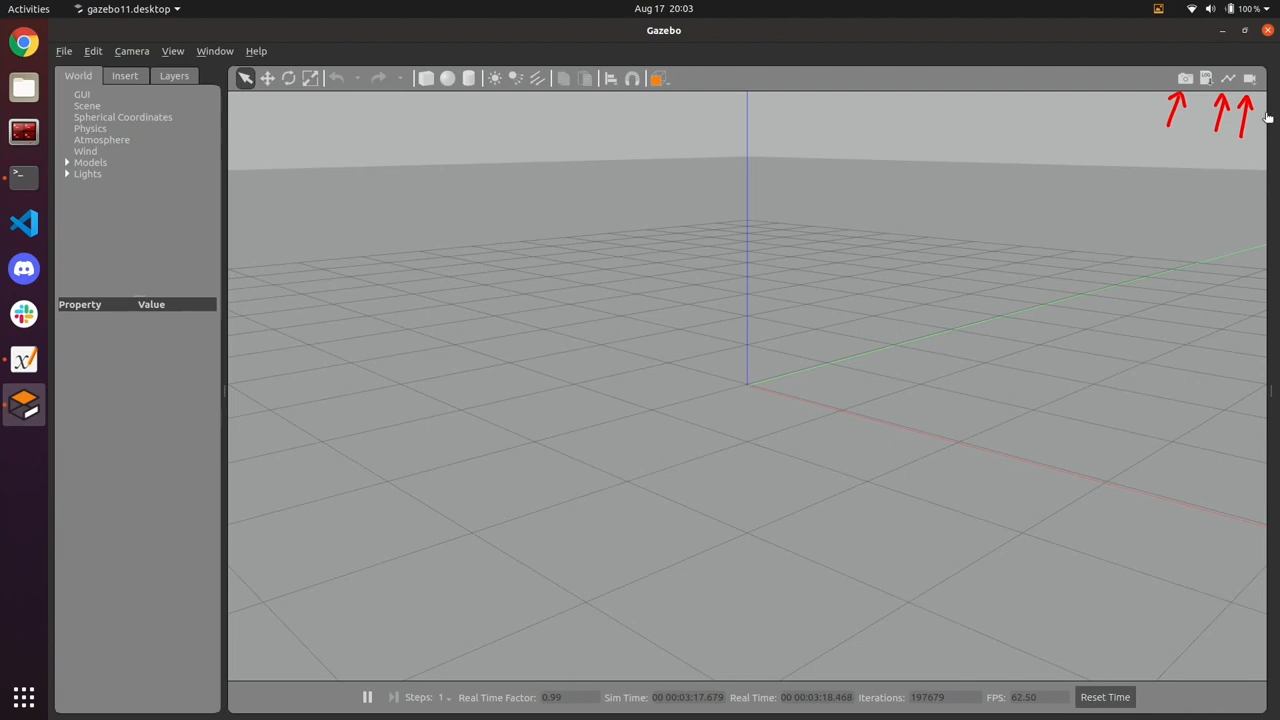 Activities gazebo11.desktop Aug 17 20:03 100 %
Gazebo
File Edit Camera View Window Help
World Insert Layers
GUI
Scene
Spherical Coordinates
Physics
Atmosphere
Wind
Models
Lights
Property Value
Steps: 1 Real Time Factor: 0.99 Sim Time: 00 00:03:17.679 Real Time: 00 00:03:18.468 Iterations: 197679 FPS: 62.50 Reset Time